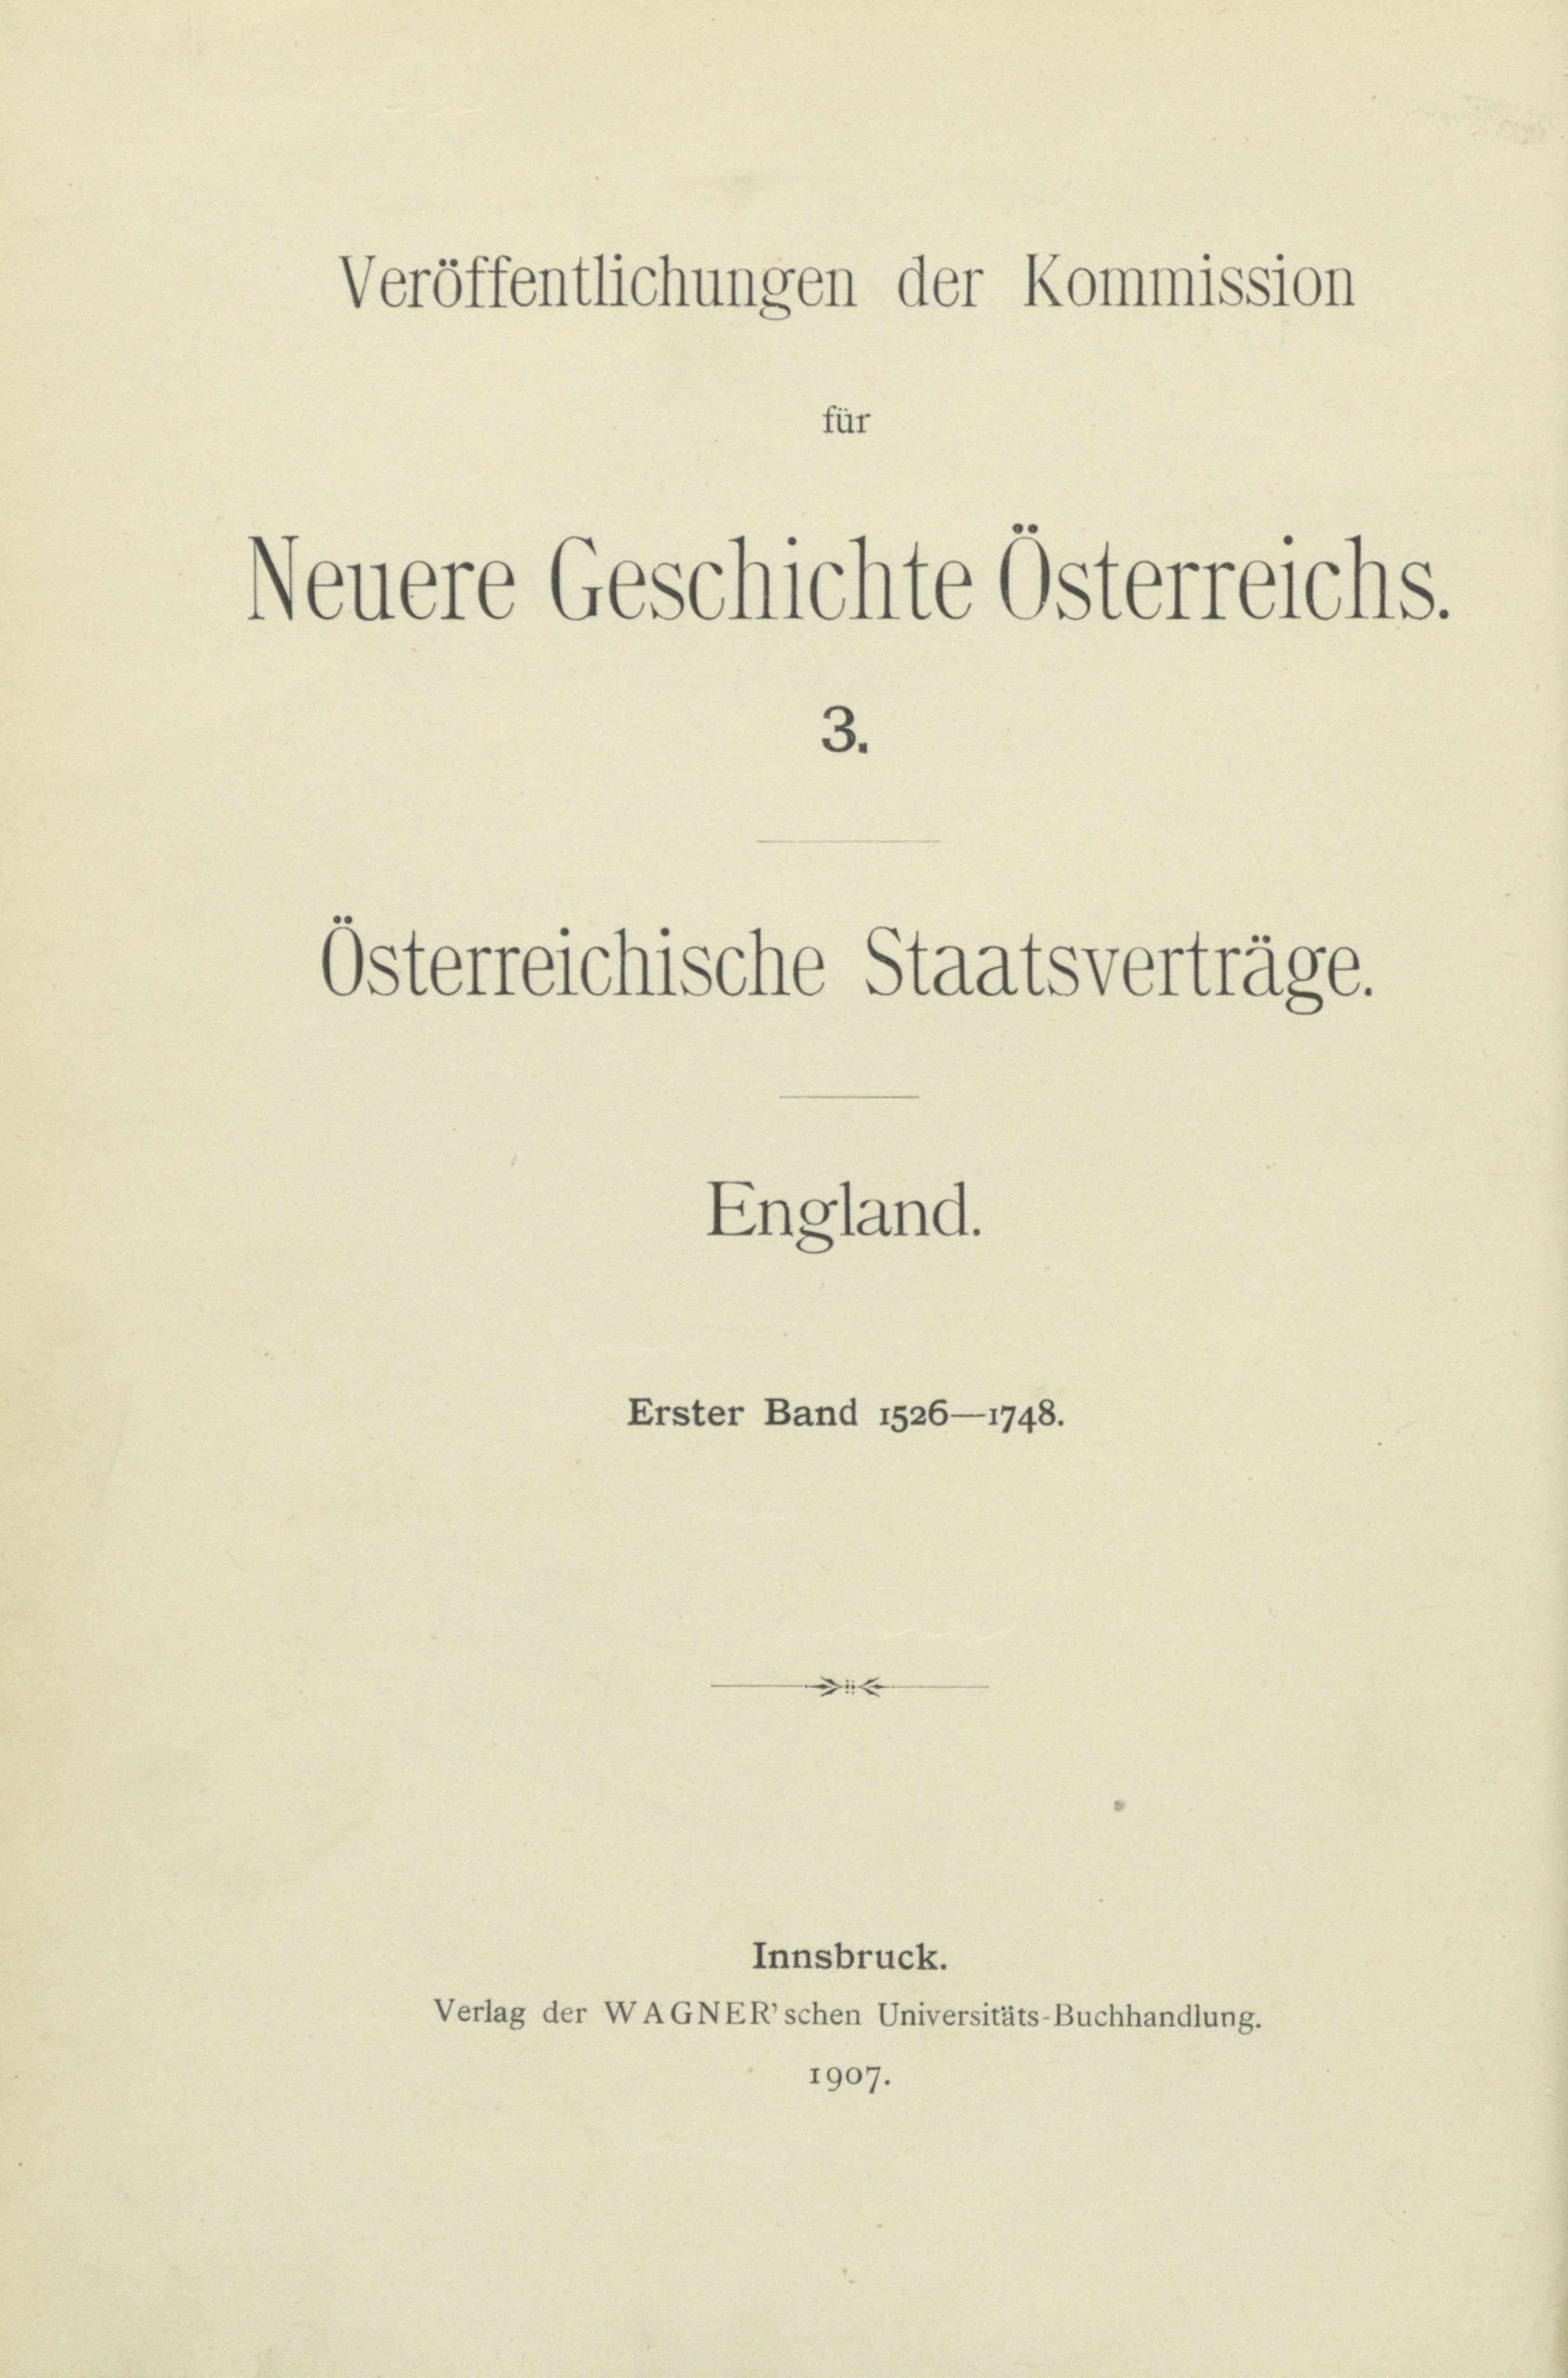 Veröffentlichungen der Kommission
für
Neuere Geschichte Österreichs.
3.
Österreichische Staatsverträge.
England.
Erster Band 1526—1748.
Innsbruck.
Verlag der WAGNER'schen Universitäts-Buchhandlung.
1907.